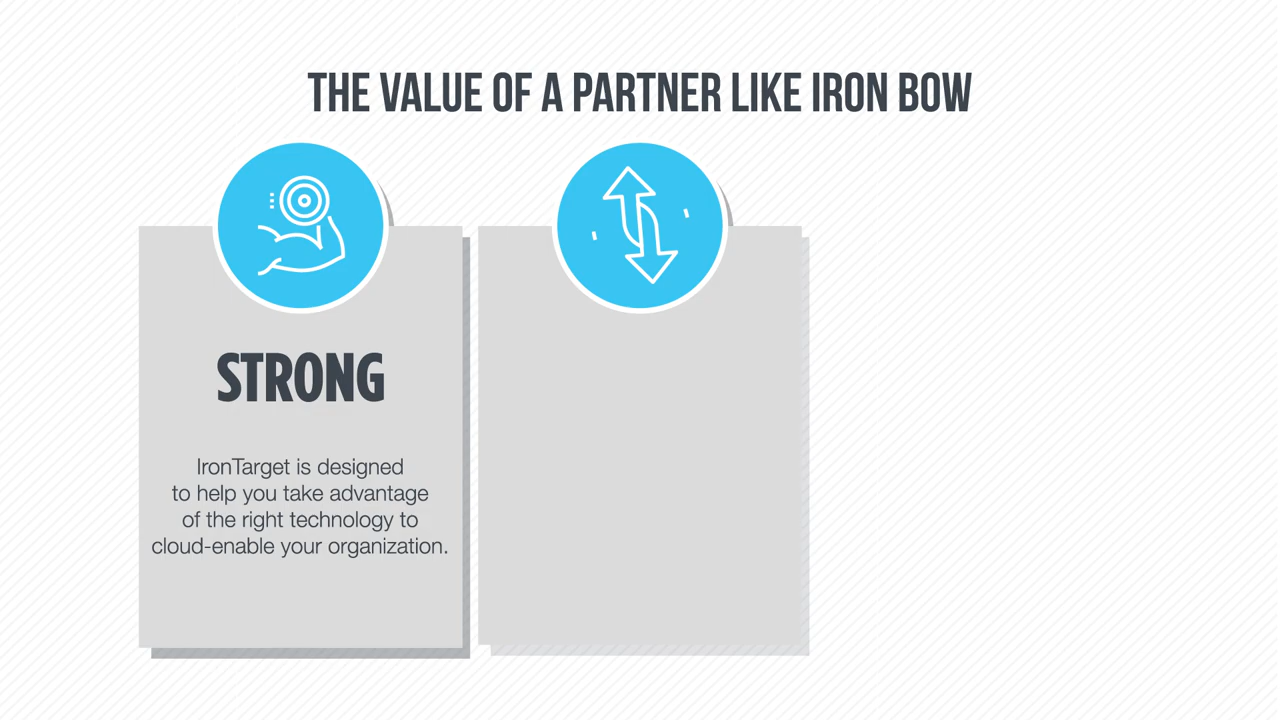 THE VALUE OF A PARTNER LIKE IRON BOW
STRONG
IronTarget is designed
to help you take advantage
of the right technology to
cloud-enable your organization.